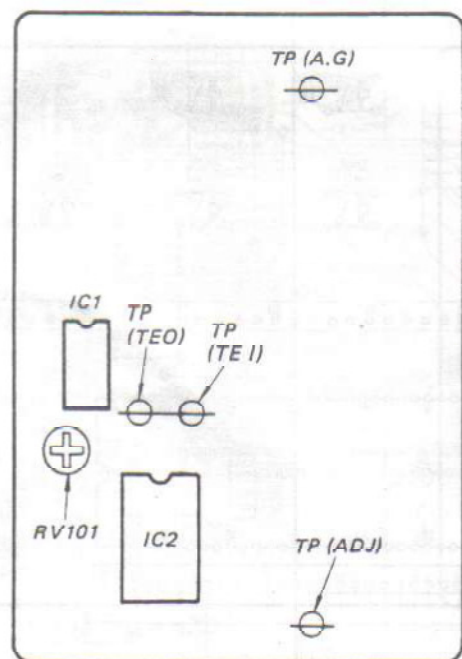 TP (A.G)
IC1
TP
(TEO)
TP
(TE I)
RV101
IC2
TP (ADJ)